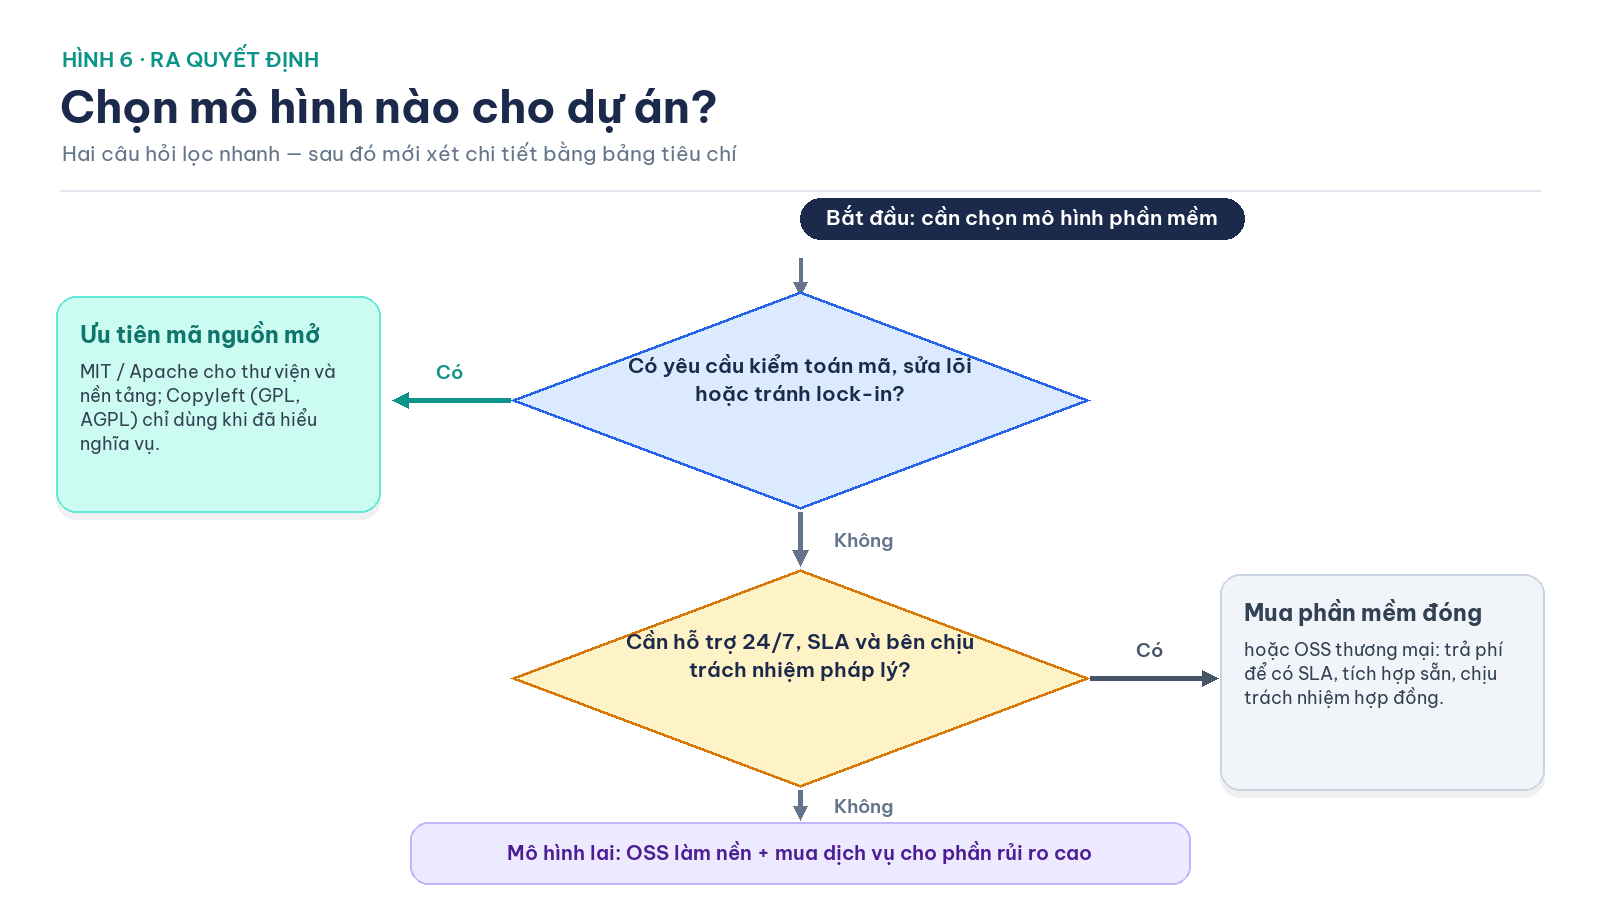 HÌNH 6 · RA QUYẾT ĐỊNH
Chọn mô hình nào cho dự án?
Hai câu hỏi lọc nhanh — sau đó mới xét chi tiết bằng bảng tiêu chí
Bắt đầu: cần chọn mô hình phần mềm
Ưu tiên mã nguồn mở
MIT / Apache cho thư viện và
nền tảng; Copyleft (GPL,
AGPL) chỉ dùng khi đã hiểu
nghĩa vụ.
Có
Có yêu cầu kiểm toán mã, sửa lõi
hoặc tránh lock-in?
Không
Cần hỗ trợ 24/7, SLA và bên chịu
trách nhiệm pháp lý?
Có
Mua phần mềm đóng
hoặc OSS thương mại: trả phí
để có SLA, tích hợp sẵn, chịu
trách nhiệm hợp đồng.
Không
Mô hình lai: OSS làm nền + mua dịch vụ cho phần rủi ro cao